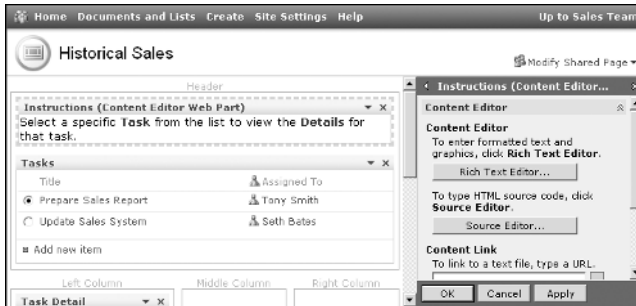 Home Documents and Lists Create Site Settings Help Up to Sales Team
Historical Sales
Modify Shared Page
Header
Instructions (Content Editor Web Part)
Select a specific Task from the list to view the Details for
that task.
Tasks
Title Assigned To
Prepare Sales Report Tony Smith
Update Sales System Seth Bates
Add new item
Left Column Middle Column Right Column
Task Detail
Instructions (Content Editor...
Content Editor
Content Editor
To enter formatted text and
graphics, click Rich Text Editor.
Rich Text Editor...
To type HTML source code, click
Source Editor.
Source Editor...
Content Link
To link to a text file, type a URL.
OK Cancel Apply